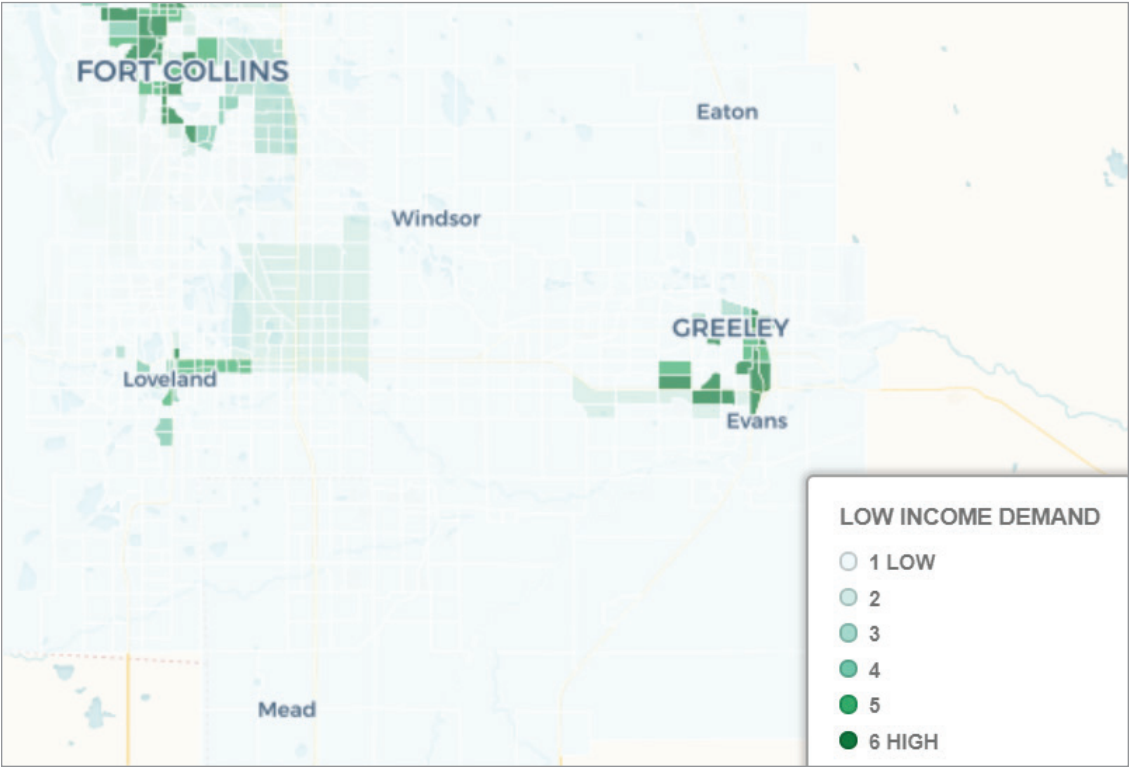 FORT COLLINS
Eaton
Windsor
GREELEY
Loveland
Evans
Mead
LOW INCOME DEMAND
1 LOW
2
3
4
5
6 HIGH